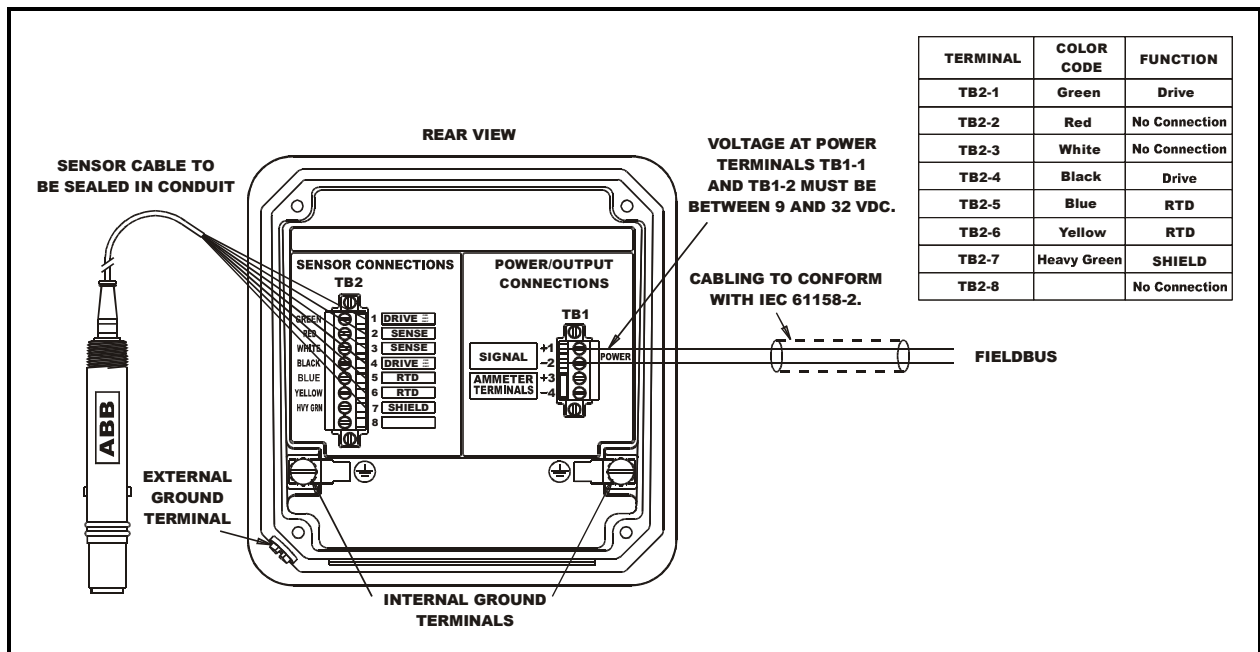 REAR VIEW
SENSOR CABLE TO
BE SEALED IN CONDUIT
VOLTAGE AT POWER
TERMINALS TB1-1
AND TB1-2 MUST BE
BETWEEN 9 AND 32 VDC.
CABLING TO CONFORM
WITH IEC 61158-2.
FIELDBUS
TERMINAL COLOR CODE FUNCTION
TB2-1 Green Drive
TB2-2 Red No Connection
TB2-3 White No Connection
TB2-4 Black Drive
TB2-5 Blue RTD
TB2-6 Yellow RTD
TB2-7 Heavy Green SHIELD
TB2-8 No Connection
SENSOR CONNECTIONS
TB2
GREEN 1 DRIVE
RED 2 SENSE
WHITE 3 SENSE
BLACK 4 DRIVE
BLUE 5 RTD
YELLOW 6 RTD
HVY GRN 7 SHIELD
8
POWER/OUTPUT
CONNECTIONS
TB1
SIGNAL
+1
-2
POWER
AMMETER
TERMINALS
+3
-4
ABB
EXTERNAL
GROUND
TERMINAL
INTERNAL GROUND
TERMINALS